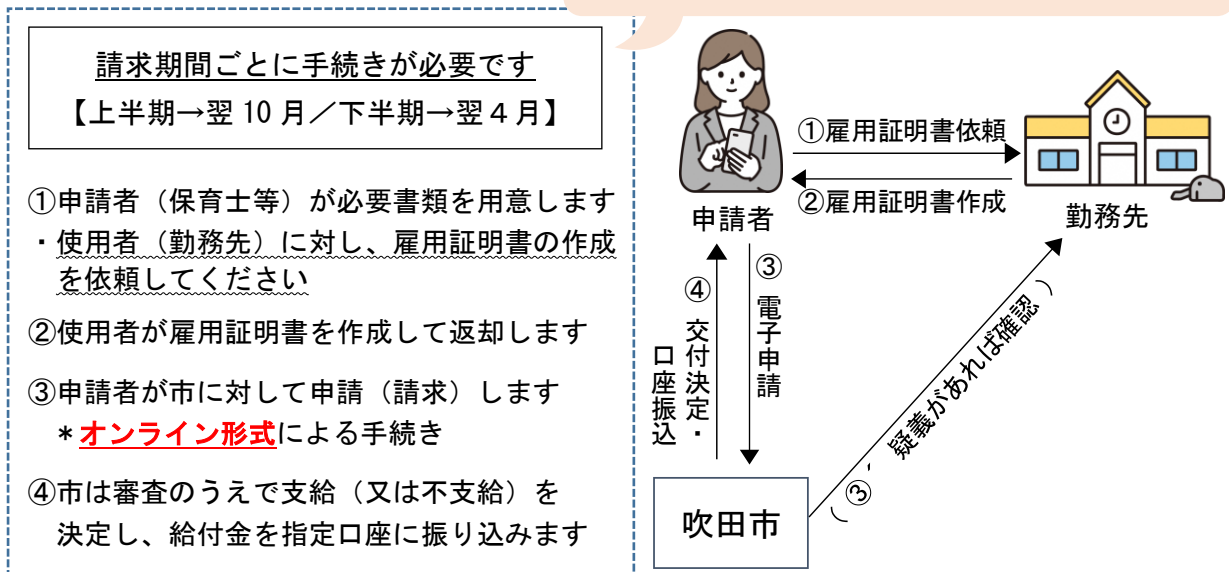 請求期間ごとに手続きが必要です
【上半期→翌10月/下半期→翌4月】
①申請者(保育士等)が必要書類を用意します
・使用者(勤務先)に対し、雇用証明書の作成
を依頼してください
②使用者が雇用証明書を作成して返却します
③申請者が市に対して申請(請求)します
*オンライン形式による手続き
④市は審査のうえで支給(又は不支給)を
決定し、給付金を指定口座に振り込みます
①雇用証明書依頼
②雇用証明書作成
申請者
勤務先
③電子申請
④交付決定・
口座振込
(③´疑義があれば確認)
吹田市